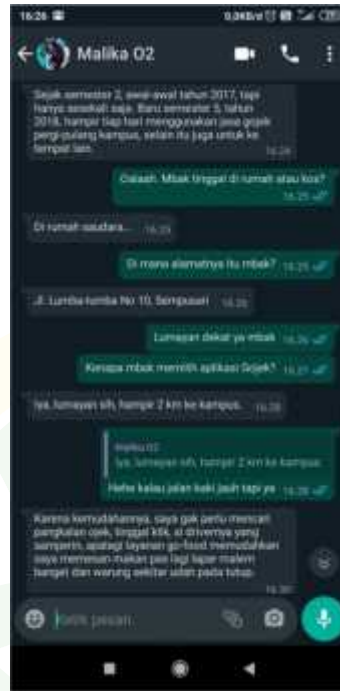 16:26
Malika O2
Sejak semester 2, awal-awal tahun 2017, tapi
hanya sesekali saja. Baru semester 5, tahun
2018, hampir tiap hari menggunakan jasa gojek
pergi-pulang kampus, selain itu juga untuk ke
tempat lain.
Oalaah. Mbak tinggal di rumah atau kos?
16.25
Di rumah saudara... 16.25
Di mana alamatnya itu mbak? 16.25
Jl. Lumba-lumba No 10, Sempusari 16.26
Lumayan dekat ya mbak 16.26
Kenapa mbak memilih aplikasi Gojek? 16.27
Iya, lumayan sih, hampir 2 km ke kampus. 16.28
Malika O2
Iya, lumayan sih, hampir 2 km ke kampus.
Hehe kalau jalan kaki jauh tapi ya 16.28
Karena kemudahannya, saya gak perlu mencari
pangkalan ojek, tinggal klik, si drivernya yang
samperin, apalagi layanan go-food memudahkan
saya memesan makan pas lagi lapar malem
banget dan warung sekitar udah pada tutup.
16.30
Ketik pesan